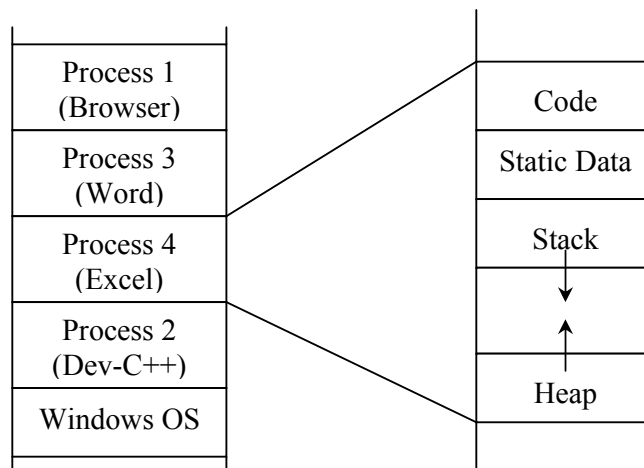 Process 1
(Browser)
Process 3
(Word)
Process 4
(Excel)
Process 2
(Dev-C++)
Windows OS
Code
Static Data
Stack
Heap